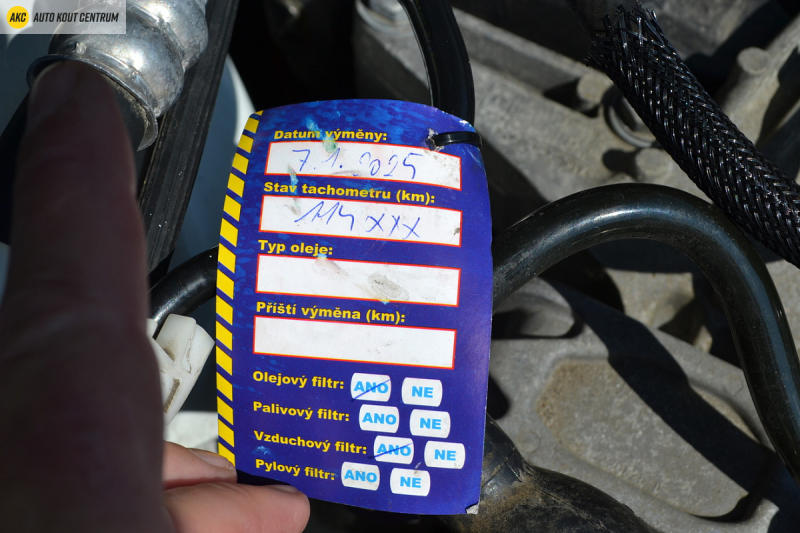 AKC AUTO KOUT CENTRUM
Datum výměny:
7.1.2025
Stav tachometru (km):
114 xxx
Typ oleje:
Příští výměna (km):
Olejový filtr: ANO NE
Palivový filtr: ANO NE
Vzduchový filtr: ANO NE
Pylový filtr: ANO NE